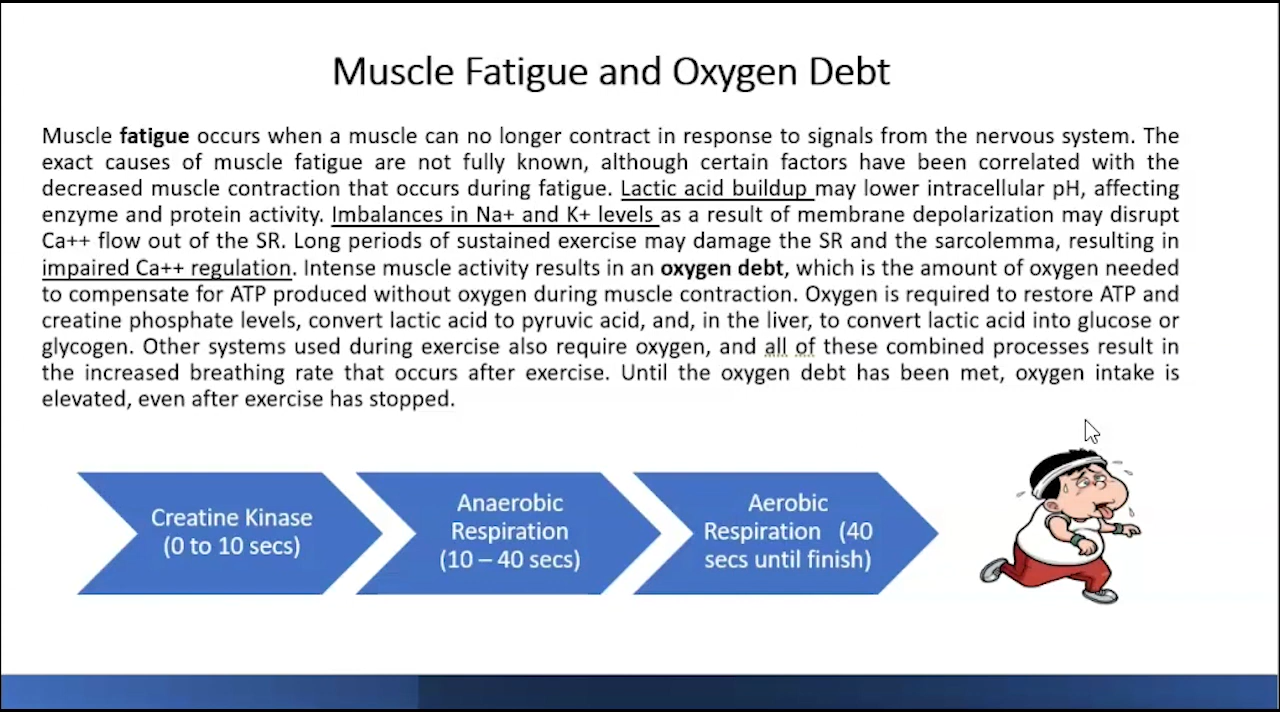 Muscle Fatigue and Oxygen Debt
Muscle fatigue occurs when a muscle can no longer contract in response to signals from the nervous system. The
exact causes of muscle fatigue are not fully known, although certain factors have been correlated with the
decreased muscle contraction that occurs during fatigue. Lactic acid buildup may lower intracellular pH, affecting
enzyme and protein activity. Imbalances in Na+ and K+ levels as a result of membrane depolarization may disrupt
Ca++ flow out of the SR. Long periods of sustained exercise may damage the SR and the sarcolemma, resulting in
impaired Ca++ regulation. Intense muscle activity results in an oxygen debt, which is the amount of oxygen needed
to compensate for ATP produced without oxygen during muscle contraction. Oxygen is required to restore ATP and
creatine phosphate levels, convert lactic acid to pyruvic acid, and, in the liver, to convert lactic acid into glucose or
glycogen. Other systems used during exercise also require oxygen, and all of these combined processes result in
the increased breathing rate that occurs after exercise. Until the oxygen debt has been met, oxygen intake is
elevated, even after exercise has stopped.
Creatine Kinase
(0 to 10 secs)
Anaerobic
Respiration
(10 – 40 secs)
Aerobic
Respiration (40
secs until finish)